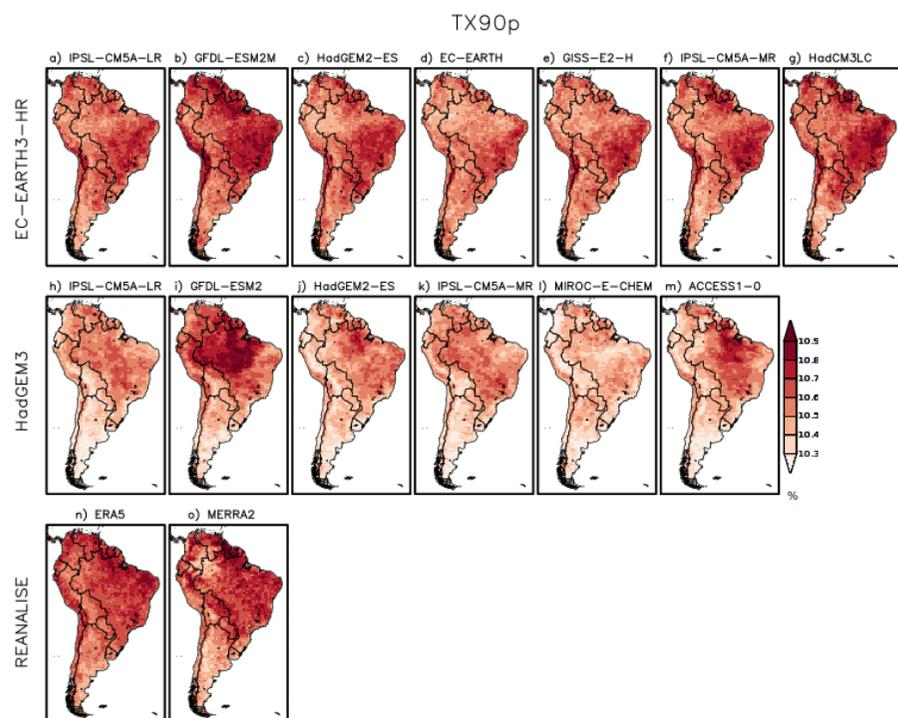 TX90p
a) IPSL-CM5A-LR b) GFDL-ESM2M c) HadGEM2-ES d) EC-EARTH e) GISS-E2-H f) IPSL-CM5A-MR g) HadCM3LC
EC-EARTH3-HR
h) IPSL-CM5A-LR i) GFDL-ESM2 j) HadGEM2-ES k) IPSL-CM5A-MR l) MIROC-E-CHEM m) ACCESS1-0
HadGEM3
10.9
10.8
10.7
10.6
10.5
10.4
10.3
%
n) ERA5 o) MERRA2
REANALISE